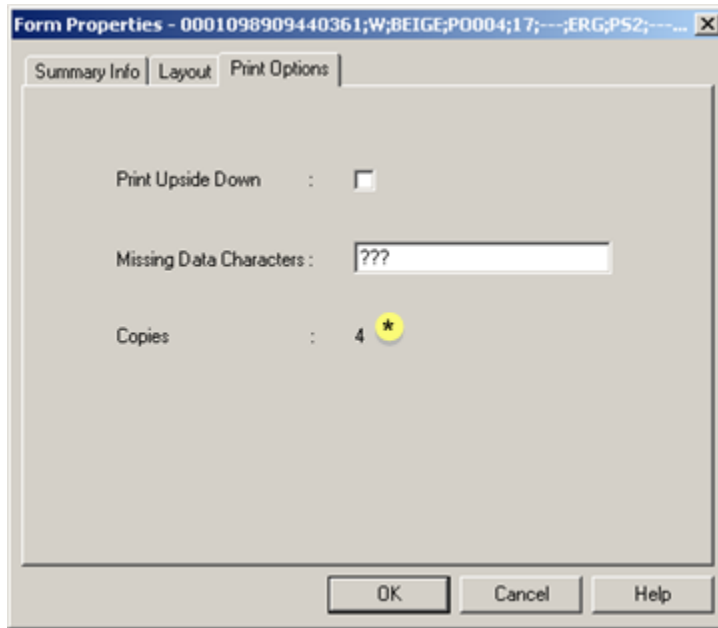 Form Properties - 0001098909440361;W;BEIGE;PO004;17;---;ERG;PS2;---...
Summary Info Layout Print Options
Print Upside Down :
Missing Data Characters : ???
Copies : 4 *
OK Cancel Help